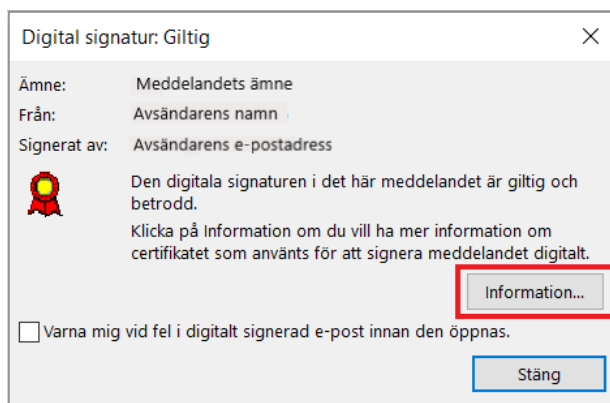 Digital signatur: Giltig
Ämne: Meddelandets ämne
Från: Avsändarens namn
Signerat av: Avsändarens e-postadress
Den digitala signaturen i det här meddelandet är giltig och
betrodd.
Klicka på Information om du vill ha mer information om
certifikatet som använts för att signera meddelandet digitalt.
Information...
Varna mig vid fel i digitalt signerad e-post innan den öppnas.
Stäng